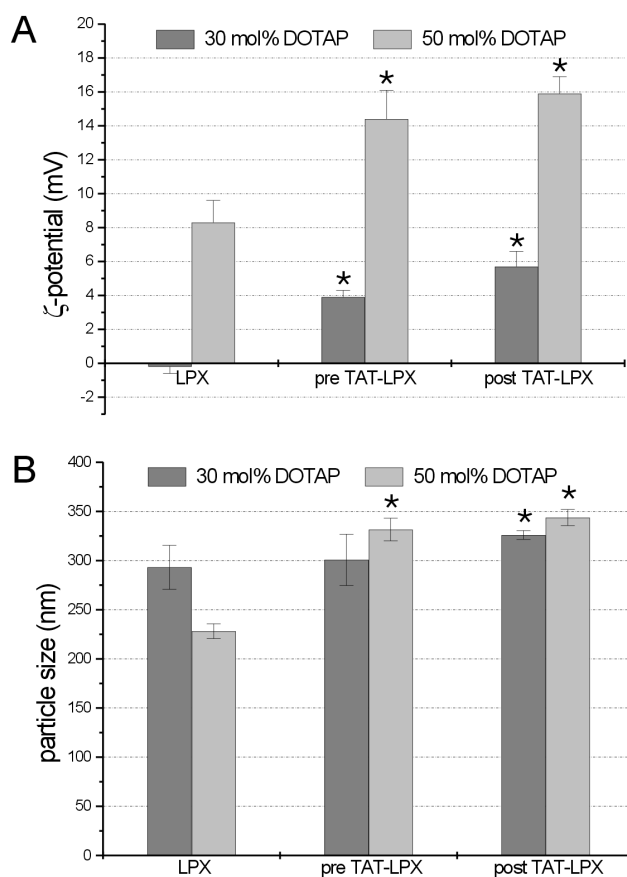 A
30 mol% DOTAP
50 mol% DOTAP
ζ-potential (mV)
20
18
16
14
12
10
8
6
4
2
0
-2
*
*
*
*
LPX
pre TAT-LPX
post TAT-LPX
B
30 mol% DOTAP
50 mol% DOTAP
particle size (nm)
400
350
300
250
200
150
100
50
0
*
*
*
LPX
pre TAT-LPX
post TAT-LPX